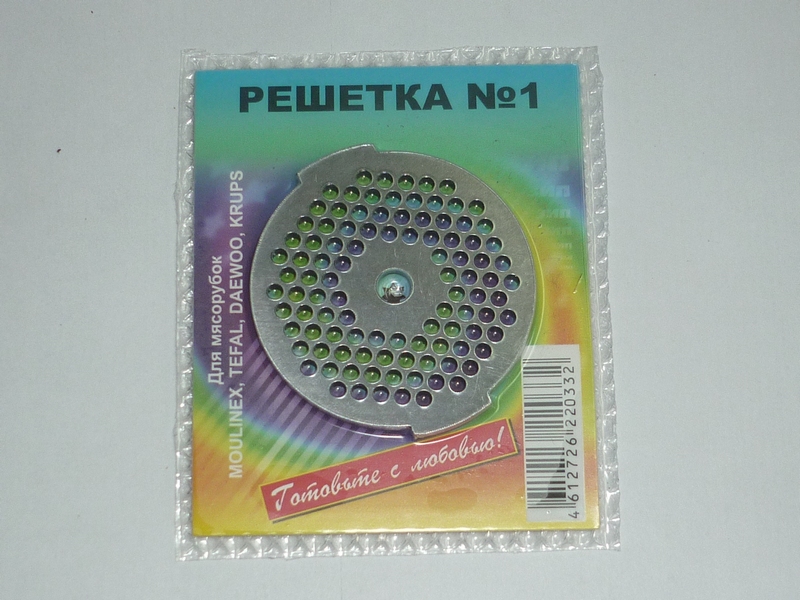 РЕШЕТКА №1
Для мясорубок
MOULINEX, TEFAL, DAEWOO, KRUPS
Готовьте с любовью!
4 612726 220332